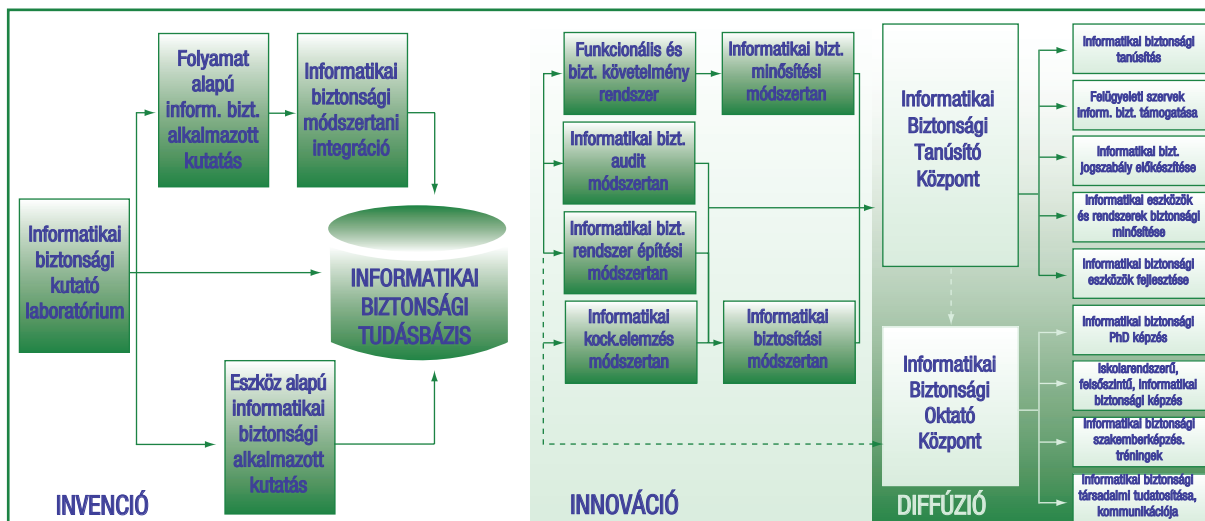 Informatikai
biztonsági
kutató
laboratórium
Folyamat
alapú
inform. bizt.
alkalmazott
kutatás
Informatikai
biztonsági
módszertani
integráció
INFORMATIKAI
BIZTONSÁGI
TUDÁSBÁZIS
Eszköz alapú
informatikai
biztonsági
alkalmazott
kutatás
INVENCIÓ
Funkcionális és
bizt. követelmény
rendszer
Informatikai bizt.
minősítési
módszertan
Informatikai bizt.
audit
módszertan
Informatikai bizt.
rendszer építési
módszertan
Informatikai
kock.elemzés
módszertan
Informatikai
biztosítási
módszertan
INNOVÁCIÓ
Informatikai
Biztonsági
Tanúsító
Központ
Informatikai
Biztonsági
Oktató
Központ
DIFFÚZIÓ
Informatikai biztonsági
tanúsítás
Felügyeleti szervek
inform. bizt. támogatása
Informatikai bizt.
jogszabály előkészítése
Informatikai eszközök
és rendszerek biztonsági
minősítése
Informatikai biztonsági
eszközök fejlesztése
Informatikai biztonsági
PhD képzés
Iskolarendszerű,
felsőszintű, informatikai
biztonsági képzés
Informatikai biztonsági
szakemberképzés.
tréningek
Informatikai biztonsági
társadalmi tudatosítása,
kommunikációja